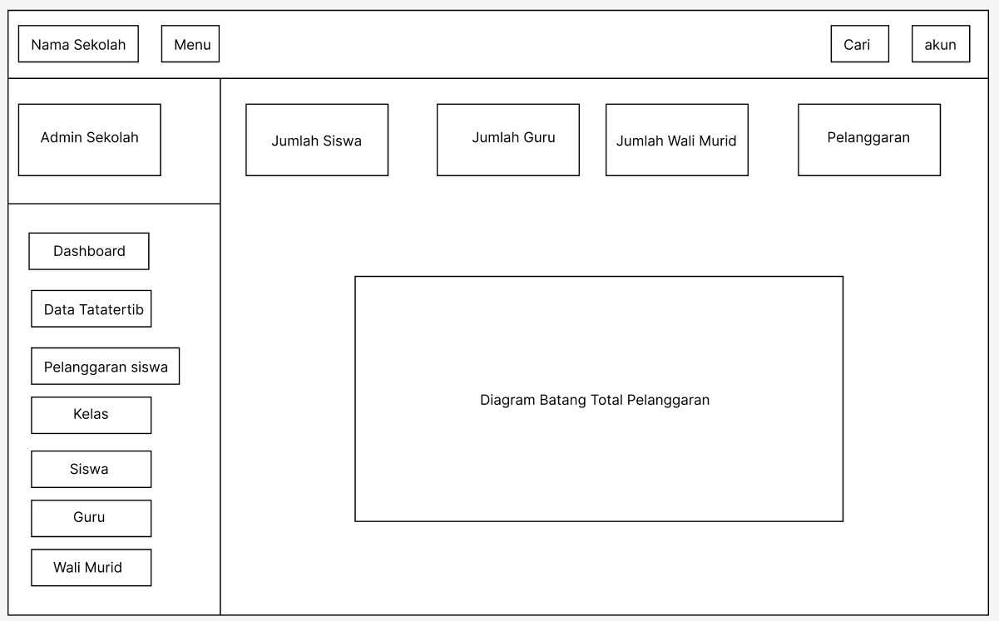 Nama Sekolah
Menu
Cari
akun
Admin Sekolah
Jumlah Siswa
Jumlah Guru
Jumlah Wali Murid
Pelanggaran
Dashboard
Data Tatatertib
Pelanggaran siswa
Kelas
Siswa
Guru
Wali Murid
Diagram Batang Total Pelanggaran